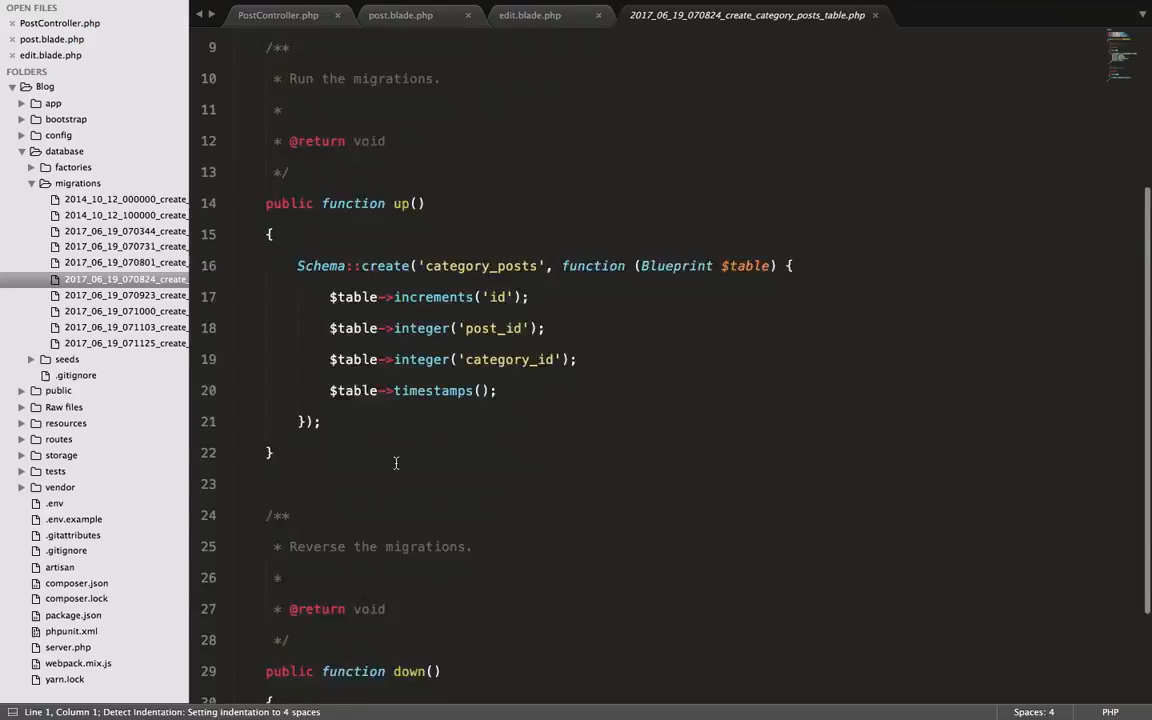 OPEN FILES
× PostController.php
× post.blade.php
× edit.blade.php
FOLDERS
Blog
app
bootstrap
config
database
factories
migrations
2014_10_12_000000_create_
2014_10_12_100000_create_
2017_06_19_070344_create_
2017_06_19_070731_create_
2017_06_19_070801_create_
2017_06_19_070824_create_
2017_06_19_070923_create_
2017_06_19_071000_create_
2017_06_19_071103_create_
2017_06_19_071125_create_
seeds
.gitignore
public
Raw files
resources
routes
storage
tests
vendor
.env
.env.example
.gitattributes
.gitignore
artisan
composer.json
composer.lock
package.json
phpunit.xml
server.php
webpack.mix.js
yarn.lock
PostController.php × post.blade.php × edit.blade.php × 2017_06_19_070824_create_category_posts_table.php ×
9 /**
10 * Run the migrations.
11 *
12 * @return void
13 */
14 public function up()
15 {
16 Schema::create('category_posts', function (Blueprint $table) {
17 $table->increments('id');
18 $table->integer('post_id');
19 $table->integer('category_id');
20 $table->timestamps();
21 });
22 }
23
24 /**
25 * Reverse the migrations.
26 *
27 * @return void
28 */
29 public function down()
30 {
Line 1, Column 1; Detect Indentation: Setting indentation to 4 spaces Spaces: 4 PHP